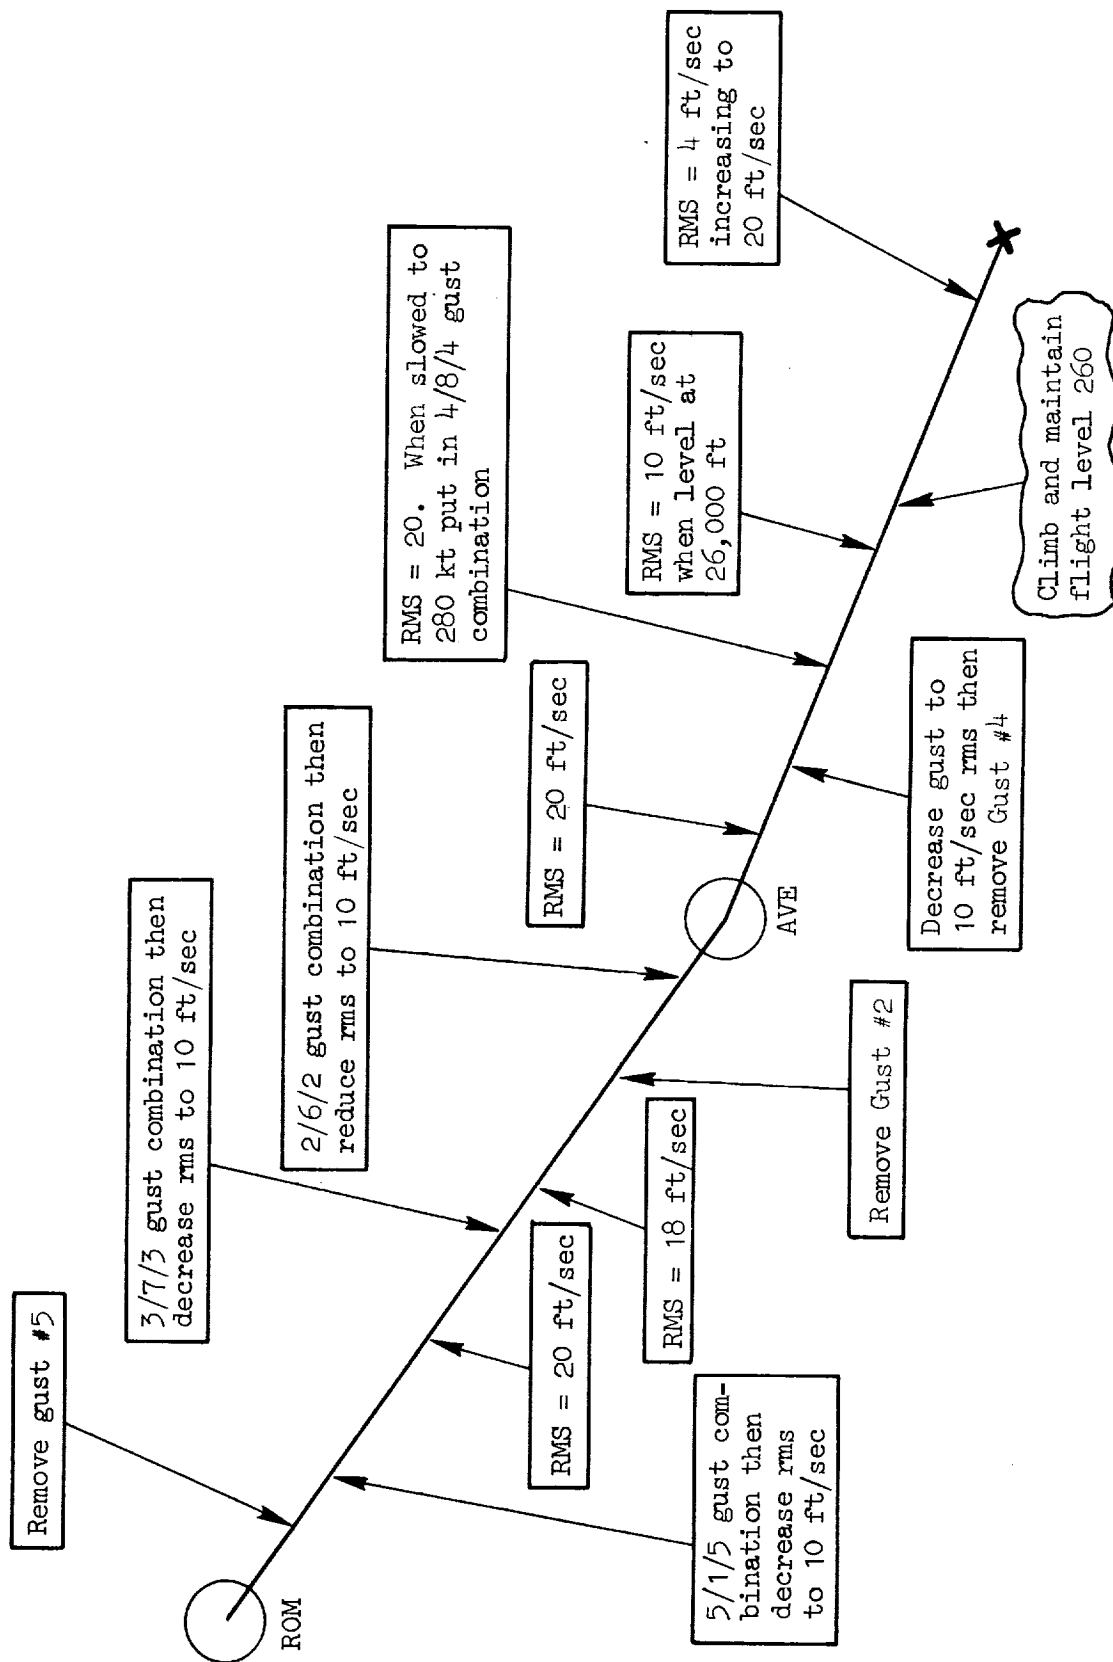 Remove gust #5
3/7/3 gust combination then
decrease rms to 10 ft/sec
2/6/2 gust combination then
reduce rms to 10 ft/sec
RMS = 20. When slowed to
280 kt put in 4/8/4 gust
combination
RMS = 20 ft/sec
RMS = 10 ft/sec
when level at
26,000 ft
RMS = 4 ft/sec
increasing to
20 ft/sec
ROM
RMS = 20 ft/sec
RMS = 18 ft/sec
AVE
5/1/5 gust com-
bination then
decrease rms
to 10 ft/sec
Remove Gust #2
Decrease gust to
10 ft/sec rms then
remove Gust #4
Climb and maintain
flight level 260